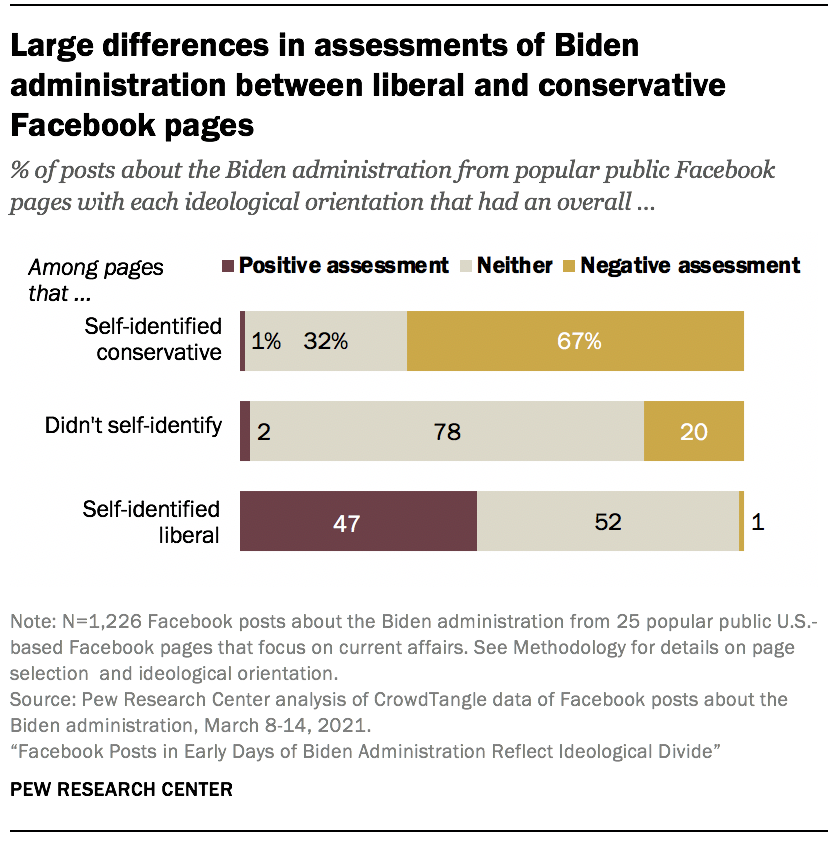 Large differences in assessments of Biden
administration between liberal and conservative
Facebook pages
% of posts about the Biden administration from popular public Facebook
pages with each ideological orientation that had an overall ...
Among pages
that ...
Positive assessment Neither Negative assessment
Self-identified
conservative
1% 32% 67%
Didn't self-identify
2 78 20
Self-identified
liberal
47 52 1
Note: N=1,226 Facebook posts about the Biden administration from 25 popular public U.S.-
based Facebook pages that focus on current affairs. See Methodology for details on page
selection and ideological orientation.
Source: Pew Research Center analysis of CrowdTangle data of Facebook posts about the
Biden administration, March 8-14, 2021.
“Facebook Posts in Early Days of Biden Administration Reflect Ideological Divide”
PEW RESEARCH CENTER